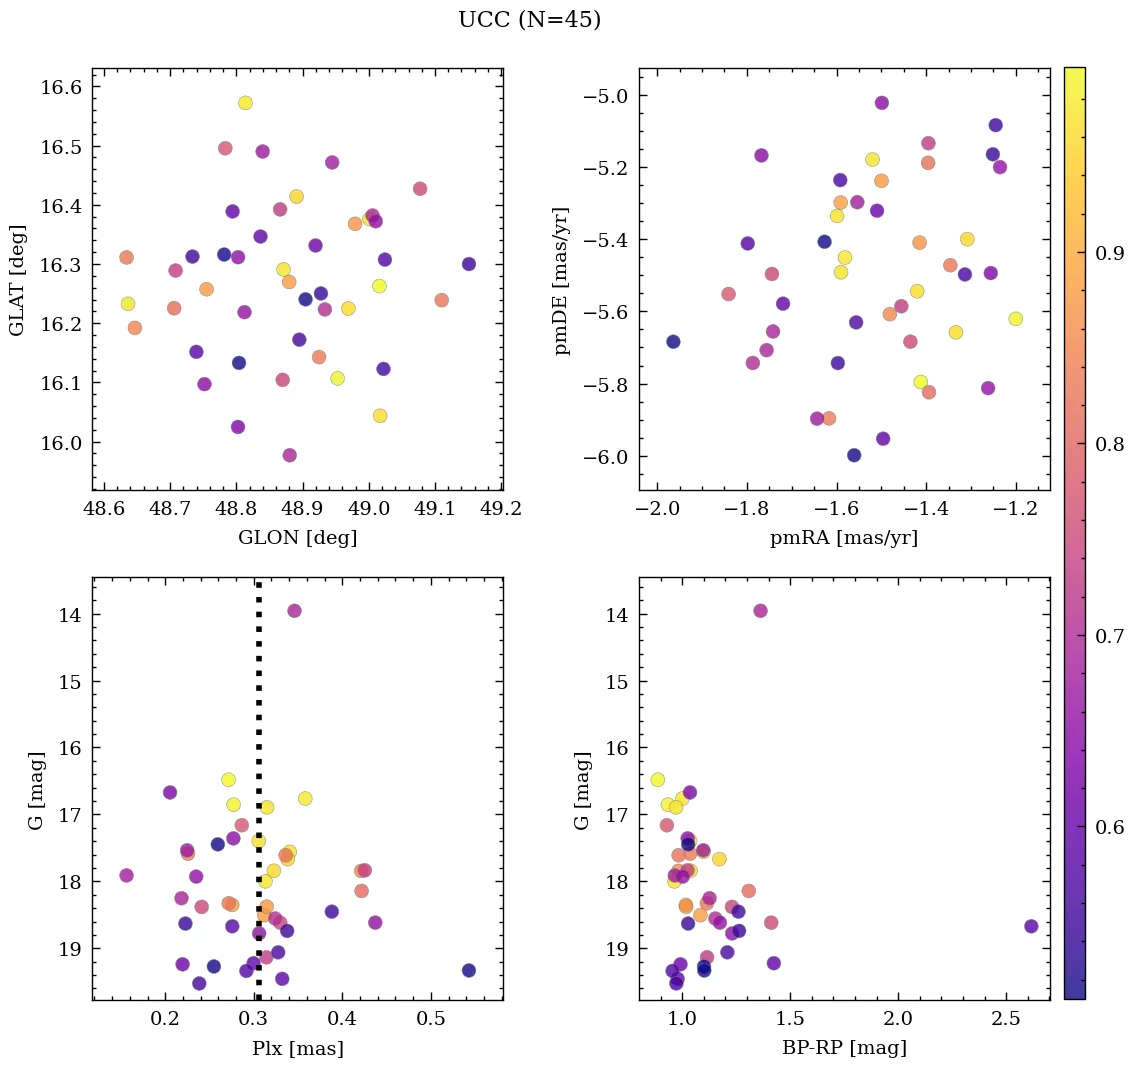 UCC (N=45)
16.6
16.5
16.4
16.3
16.2
16.1
16.0
GLAT [deg]
48.6 48.7 48.8 48.9 49.0 49.1 49.2
GLON [deg]
−5.0
−5.2
−5.4
−5.6
−5.8
−6.0
pmDE [mas/yr]
−2.0 −1.8 −1.6 −1.4 −1.2
pmRA [mas/yr]
14
15
16
17
18
19
G [mag]
0.2 0.3 0.4 0.5
Plx [mas]
14
15
16
17
18
19
G [mag]
1.0 1.5 2.0 2.5
BP-RP [mag]
0.9
0.8
0.7
0.6